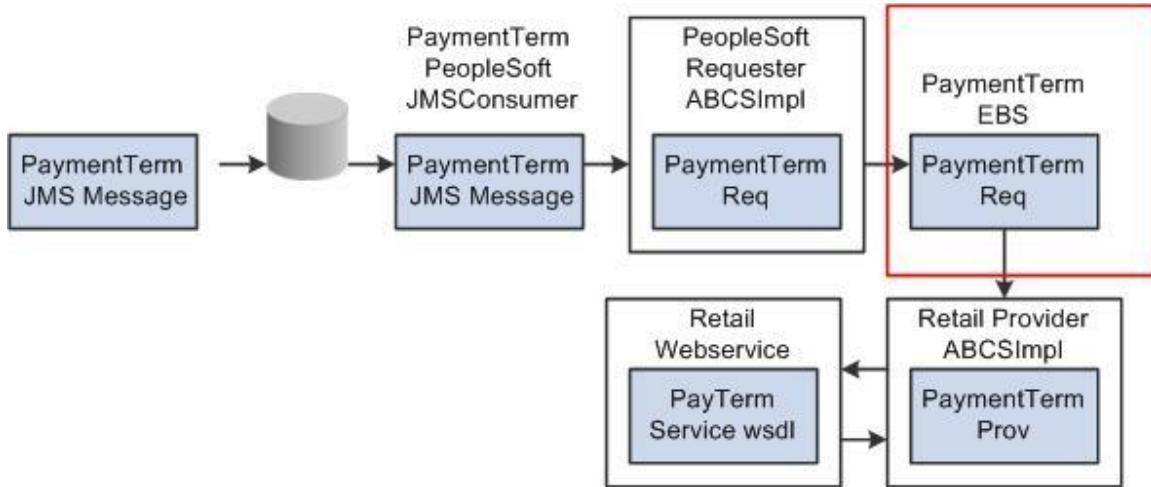 PaymentTerm
JMS Message
PaymentTerm
PeopleSoft
JMSConsumer
PaymentTerm
JMS Message
PeopleSoft
Requester
ABCSImpl
PaymentTerm
Req
PaymentTerm
EBS
PaymentTerm
Req
Retail
Webservice
PayTerm
Service wsdl
Retail Provider
ABCSImpl
PaymentTerm
Prov